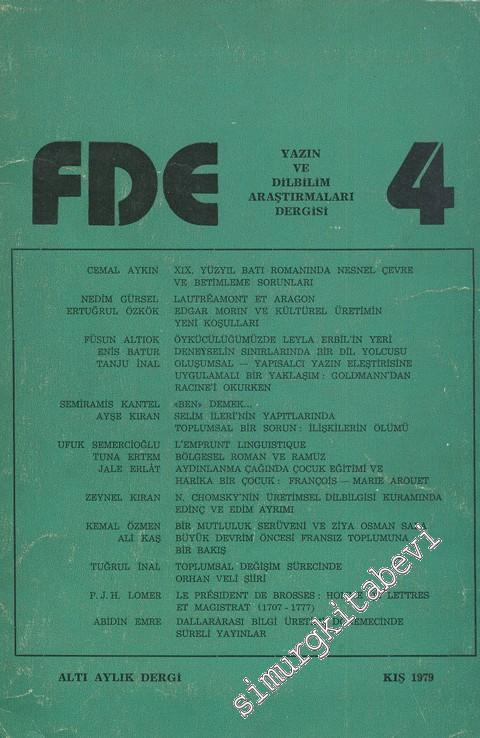 FDE
YAZIN
VE
DİLBİLİM
ARAŞTIRMALARI
DERGİSİ
4
CEMAL AYKIN XIX. YÜZYIL BATI ROMANINDA NESNEL ÇEVRE
VE BETİMLEME SORUNLARI
NEDİM GÜRSEL LAUTRÉAMONT ET ARAGON
ERTUĞRUL ÖZKÖK EDGAR MORIN VE KÜLTÜREL ÜRETİMİN
YENİ KOŞULLARI
FÜSUN ALTIOK ÖYKÜCÜLÜĞÜMÜZDE LEYLA ERBİL'İN YERİ
ENİS BATUR DENEYSELİN SINIRLARINDA BİR DİL YOLCUSU
TANJU İNAL OLUŞUMSAL — YAPISALCI YAZIN ELEŞTİRİSİNE
UYGULAMALI BİR YAKLAŞIM : GOLDMANN'DAN
RACINE'İ OKURKEN
SEMİRAMİS KANTEL «BEN» DEMEK...
AYŞE KIRAN SELİM İLERİ'NİN YAPITLARINDA
TOPLUMSAL BİR SORUN : İLİŞKİLERİN ÖLÜMÜ
UFUK SEMERCİOĞLU L'EMPRUNT LINGUISTIQUE
TUNA ERTEM BÖLGESEL ROMAN VE RAMUZ
JALE ERLÂT AYDINLANMA ÇAĞINDA ÇOCUK EĞİTİMİ VE
HARİKA BİR ÇOCUK : FRANÇOIS — MARIE AROUET
ZEYNEL KIRAN N. CHOMSKY'NİN ÜRETİMSEL DİLBİLGİSİ KURAMINDA
EDİNÇ VE EDİM AYRIMI
KEMAL ÖZMEN BİR MUTLULUK SERÜVENİ VE ZİYA OSMAN SABA
ALİ KAŞ BÜYÜK DEVRİM ÖNCESİ FRANSIZ TOPLUMUNA
BİR BAKIŞ
TUĞRUL İNAL TOPLUMSAL DEĞİŞİM SÜRECİNDE
ORHAN VELİ ŞİİRİ
P. J. H. LOMER LE PRÉSIDENT DE BROSSES : HOMME DE LETTRES
ET MAGISTRAT (1707 - 1777)
ABİDİN EMRE DALLARARASI BİLGİ ÜRETİMİ DÖNEMECİNDE
SÜRELİ YAYINLAR
ALTI AYLIK DERGİ
KIŞ 1979
simurgkitabevi